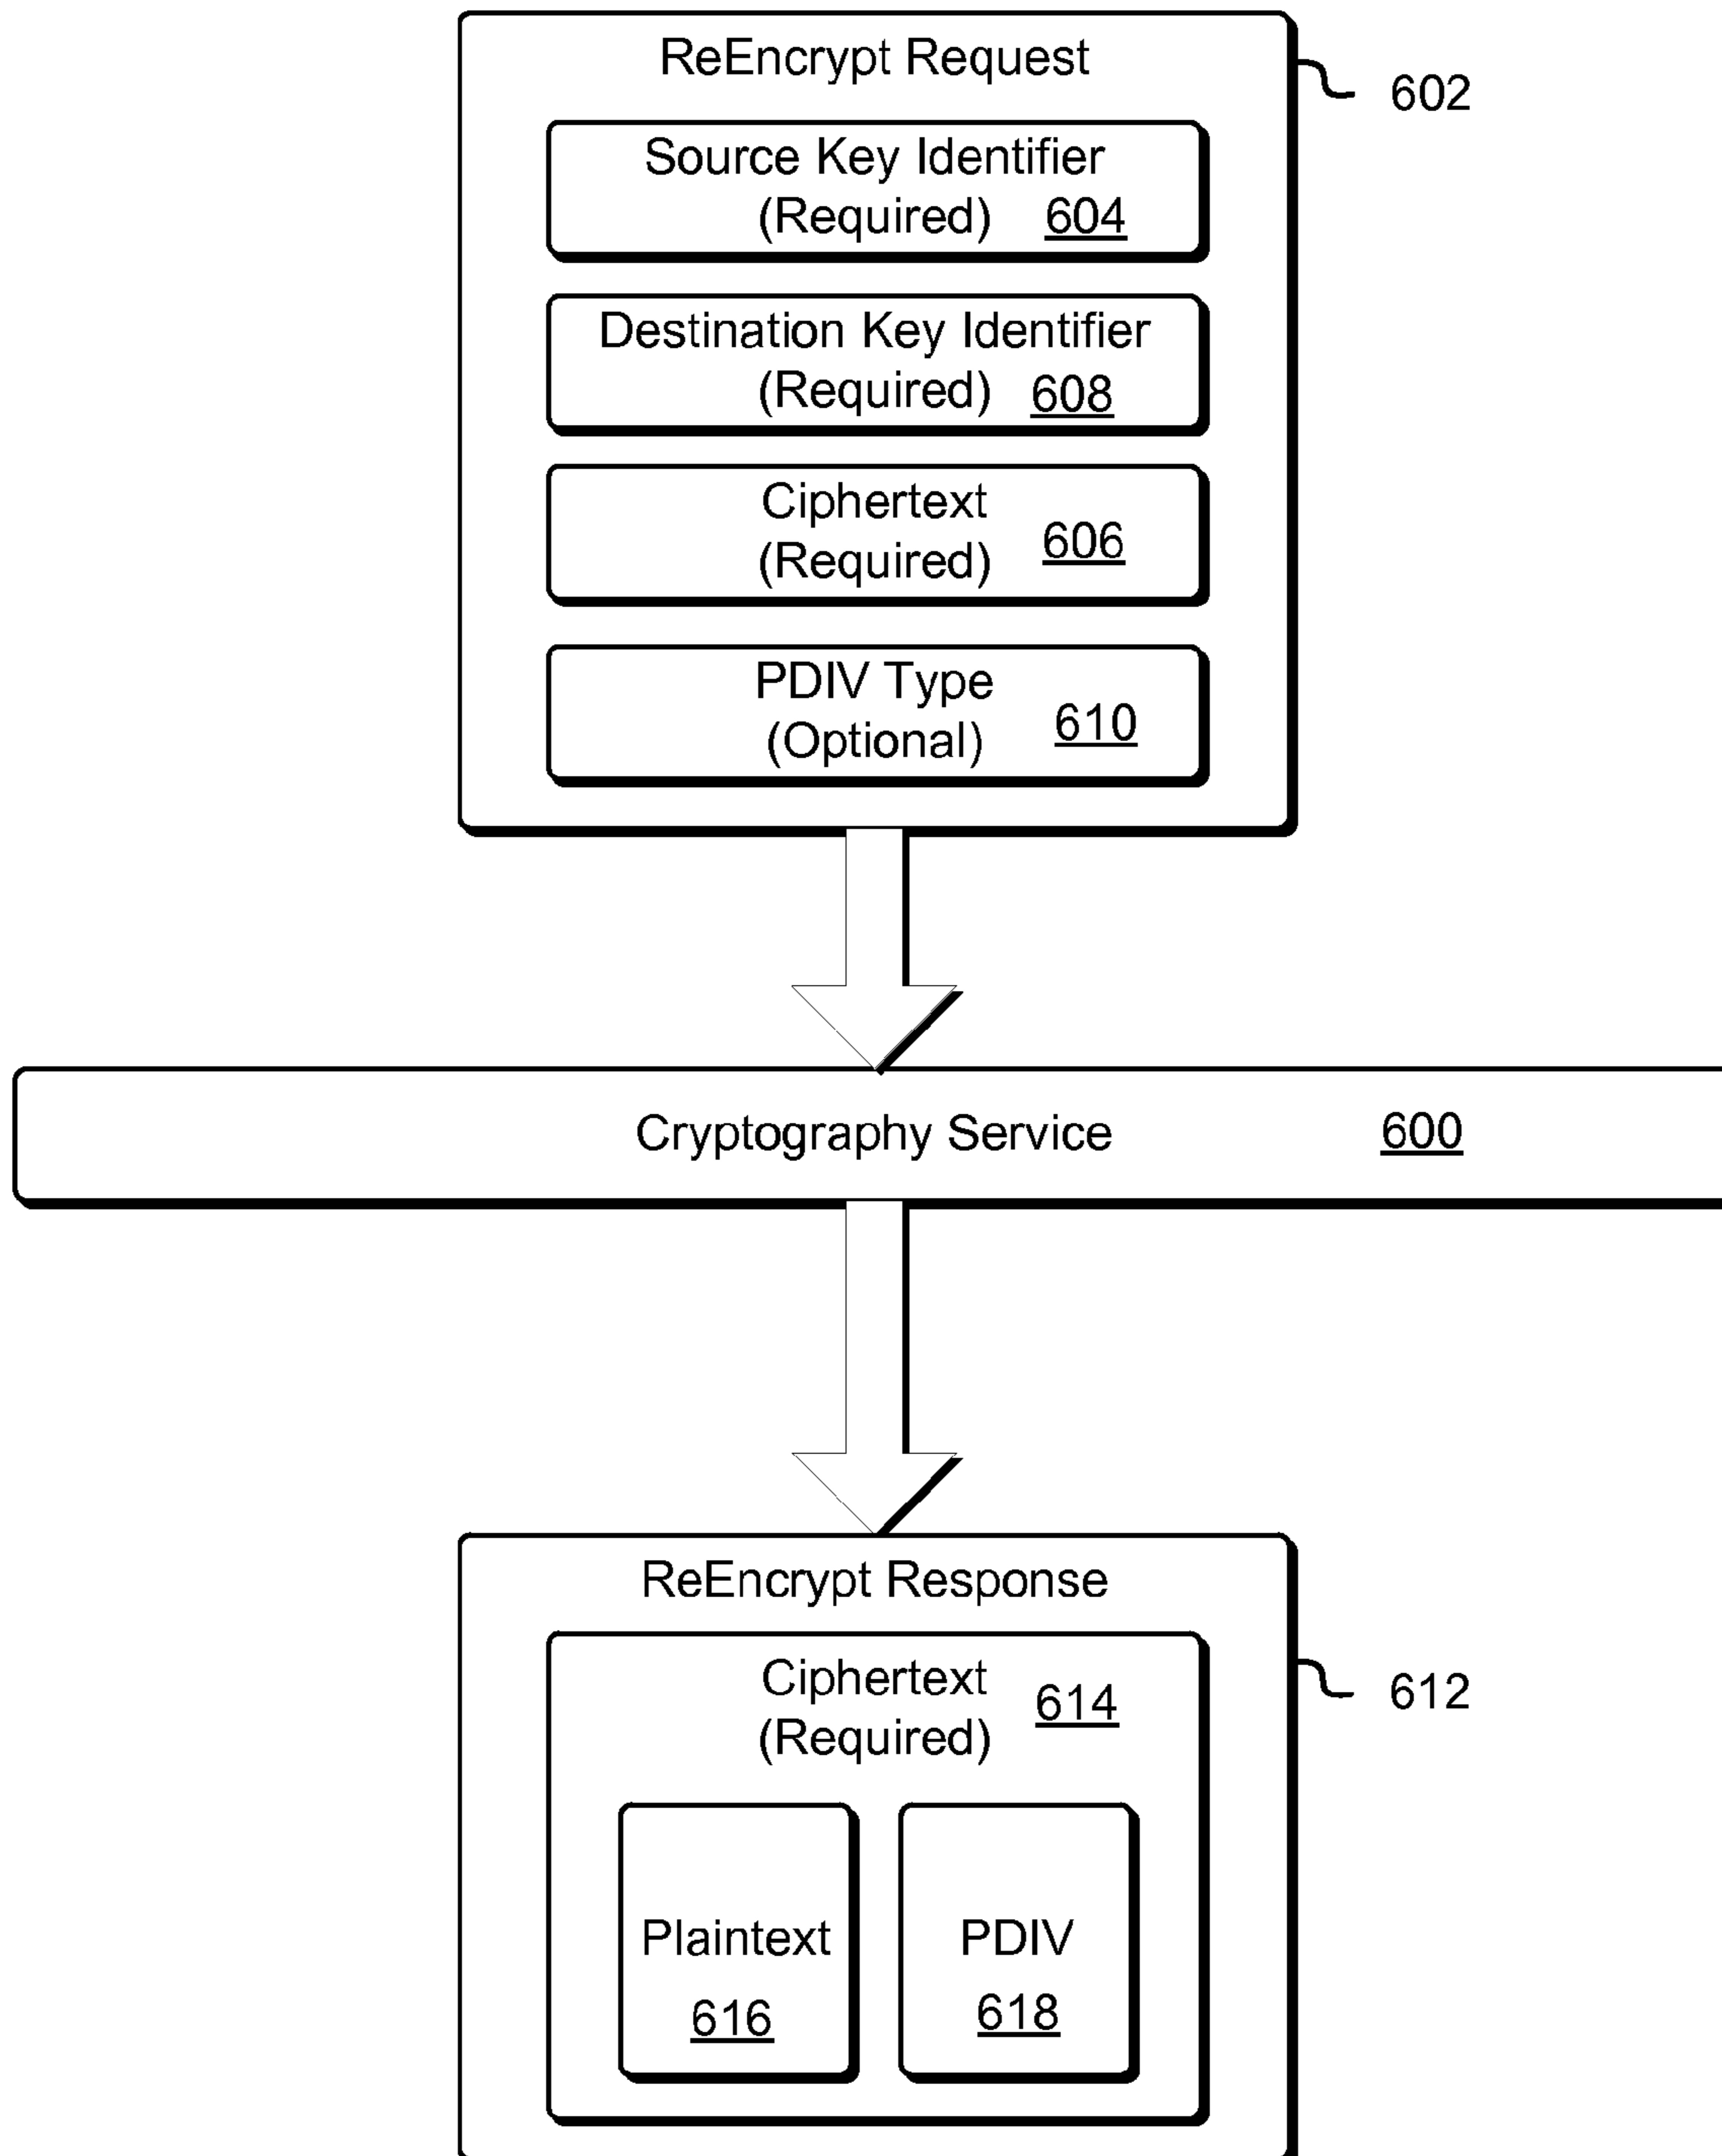 ReEncrypt Request
602
Source Key Identifier
(Required) 604
Destination Key Identifier
(Required) 608
Ciphertext
(Required) 606
PDIV Type
(Optional) 610
Cryptography Service 600
ReEncrypt Response
612
Ciphertext
(Required) 614
Plaintext
616
PDIV
618